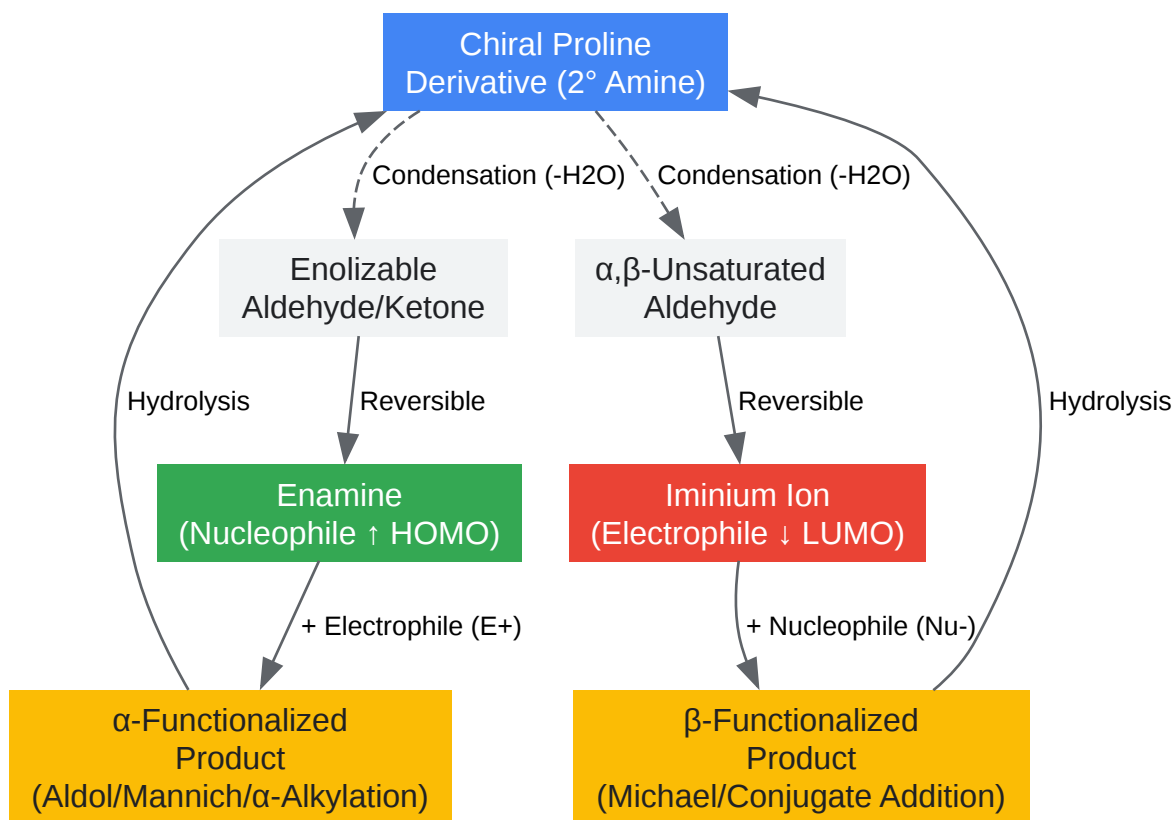 Chiral Proline
Derivative (2° Amine)
Condensation (-H2O)
Condensation (-H2O)
Enolizable
Aldehyde/Ketone
α,β-Unsaturated
Aldehyde
Hydrolysis
Reversible
Reversible
Hydrolysis
Enamine
(Nucleophile ↑ HOMO)
Iminium Ion
(Electrophile ↓ LUMO)
+ Electrophile (E+)
+ Nucleophile (Nu-)
α-Functionalized
Product
(Aldol/Mannich/α-Alkylation)
β-Functionalized
Product
(Michael/Conjugate Addition)